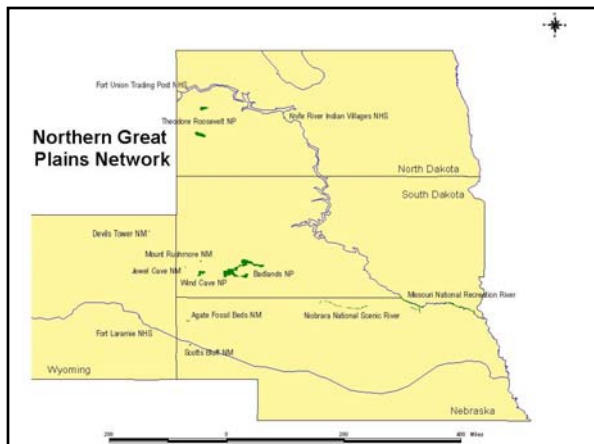 Fort Union Trading Post NHS
Knife River Indian Villages NHS
Theodore Roosevelt NP
Northern Great
Plains Network
North Dakota
South Dakota
Devils Tower NM
Mount Rushmore NM
Jewel Cave NM
Badlands NP
Wind Cave NP
Missouri National Recreation River
Agate Fossil Beds NM
Niobrara National Scenic River
Fort Laramie NHS
Scotts Bluff NM
Wyoming
Nebraska
200 0 200 400 Miles